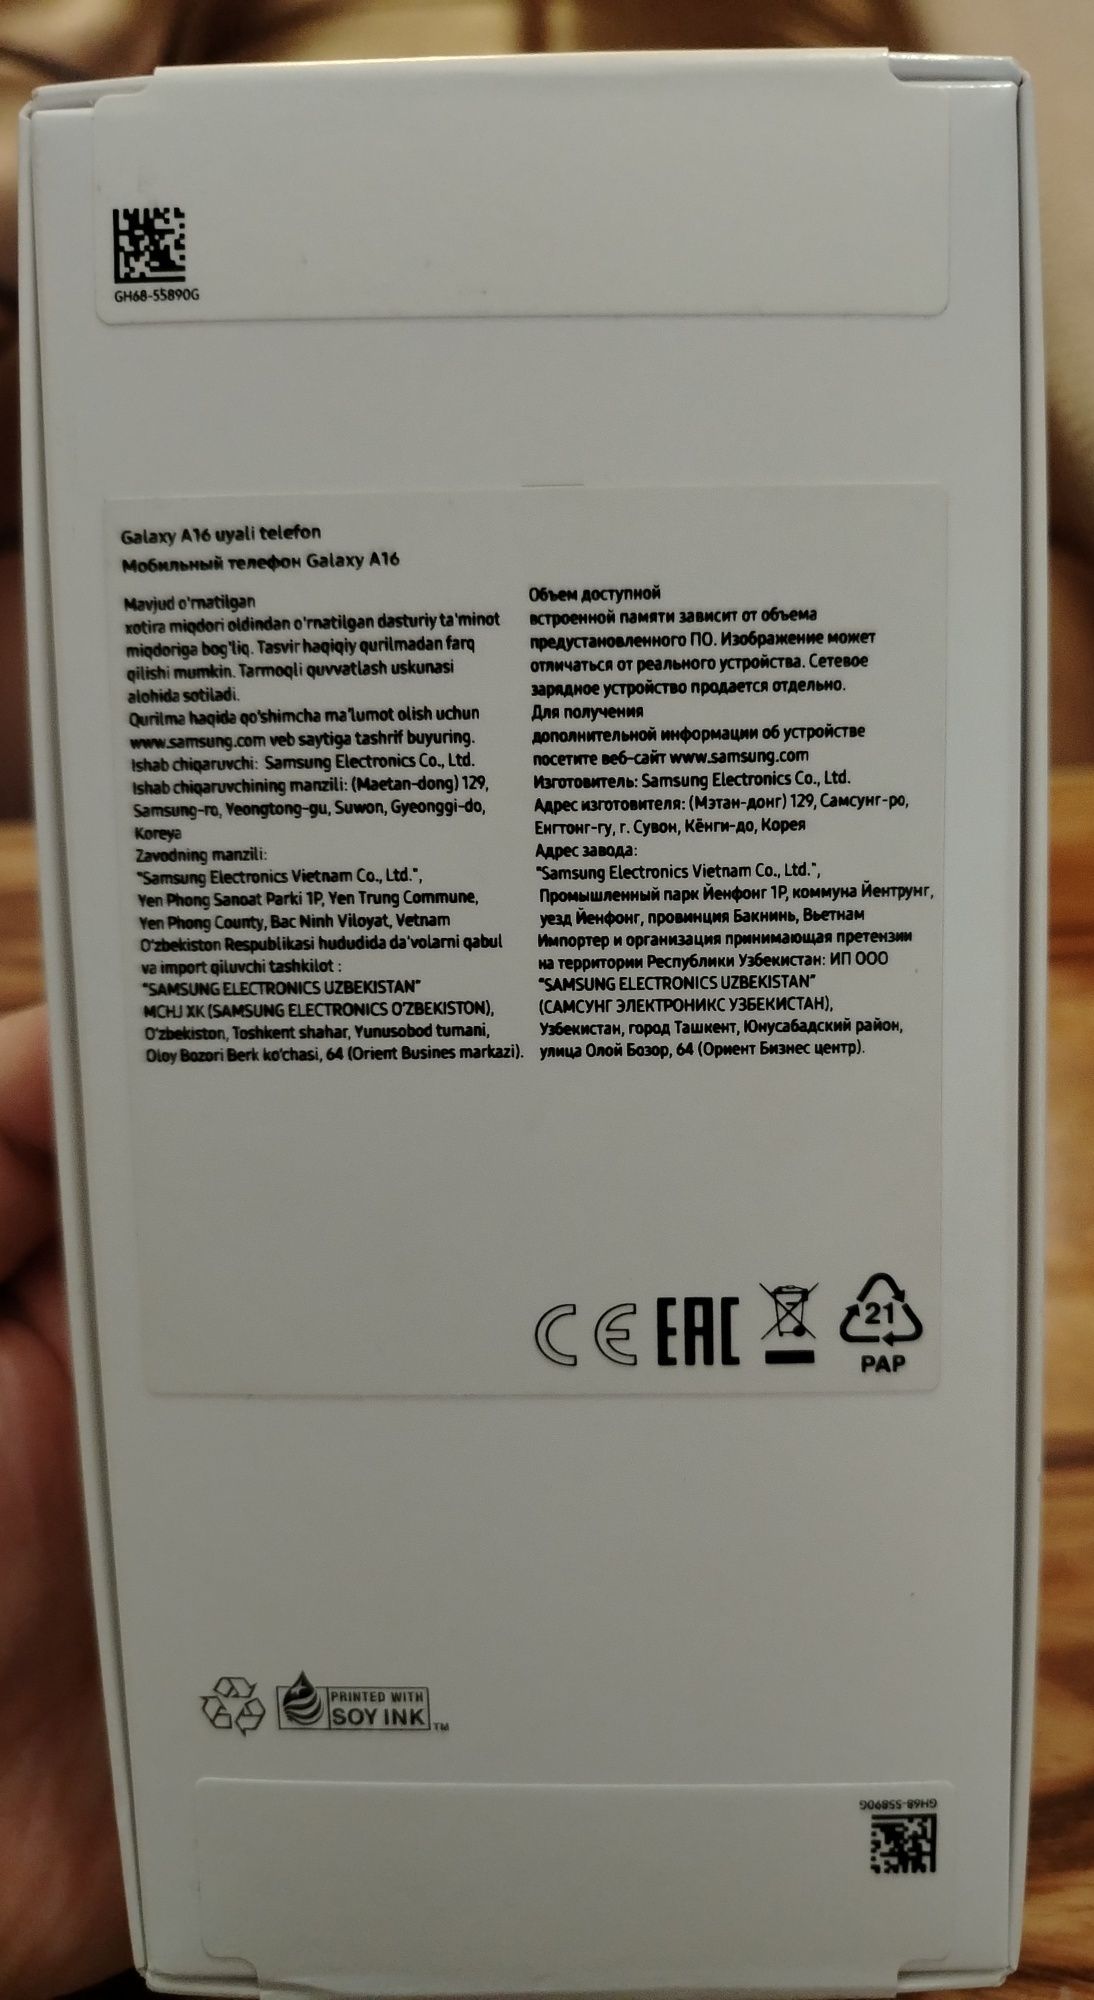 GH68-55890G
Galaxy A16 uyali telefon
Мобильный телефон Galaxy A16
Mavjud o'rnatilgan
xotira miqdori oldindan o'rnatilgan dasturiy ta'minot
miqdoriga bog'liq. Tasvir haqiqiy qurilmadan farq
qilishi mumkin. Tarmoqli quvvatlash uskunasi
alohida sotiladi.
Qurilma haqida qo'shimcha ma'lumot olish uchun
www.samsung.com veb saytiga tashrif buyuring.
Ishab chiqaruvchi: Samsung Electronics Co., Ltd.
Ishab chiqaruvchining manzili: (Maetan-dong) 129,
Samsung-ro, Yeongtong-gu, Suwon, Gyeonggi-do,
Koreya
Zavodning manzili:
"Samsung Electronics Vietnam Co., Ltd.",
Yen Phong Sanoat Parki 1P, Yen Trung Commune,
Yen Phong County, Bac Ninh Viloyat, Vetnam
O'zbekiston Respublikasi hududida da'volarni qabul
va import qiluvchi tashkilot :
"SAMSUNG ELECTRONICS UZBEKISTAN"
MCHJ XK (SAMSUNG ELECTRONICS O'ZBEKISTON),
O'zbekiston, Toshkent shahar, Yunusobod tumani,
Oloy Bozori Berk ko'chasi, 64 (Orient Busines markazi).
Объем доступной
встроенной памяти зависит от объема
предустановленного ПО. Изображение может
отличаться от реального устройства. Сетевое
зарядное устройство продается отдельно.
Для получения
дополнительной информации об устройстве
посетите веб-сайт www.samsung.com
Изготовитель: Samsung Electronics Co., Ltd.
Адрес изготовителя: (Мэтан-донг) 129, Самсунг-ро,
Енгтонг-гу, г. Сувон, Кёнги-до, Корея
Адрес завода:
"Samsung Electronics Vietnam Co., Ltd.",
Промышленный парк Йенфонг 1P, коммуна Йентрунг,
уезд Йенфонг, провинция Бакнинь, Вьетнам
Импортер и организация принимающая претензии
на территории Республики Узбекистан: ИП ООО
"SAMSUNG ELECTRONICS UZBEKISTAN"
(САМСУНГ ЭЛЕКТРОНИКС УЗБЕКИСТАН),
Узбекистан, город Ташкент, Юнусабадский район,
улица Олой Бозор, 64 (Ориент Бизнес центр).
CE EAC
21
PAP
PRINTED WITH
SOY INK TM
GH68-55890G